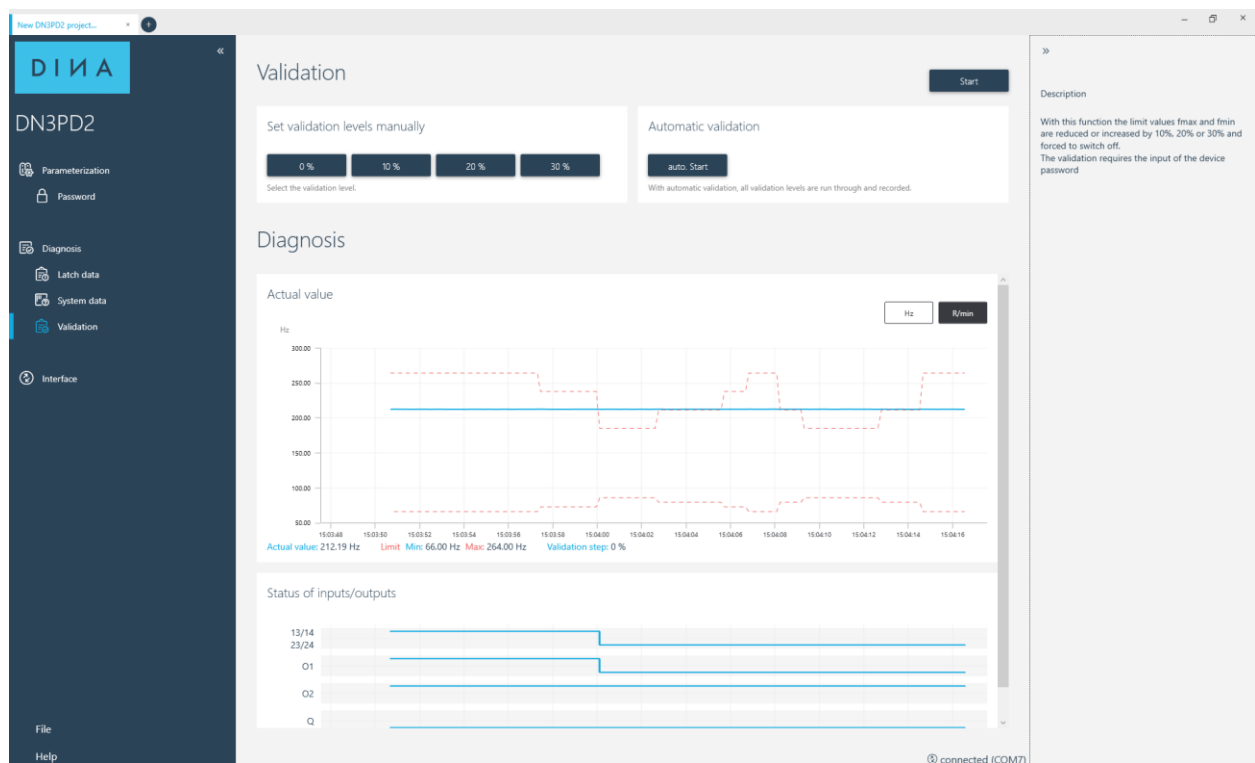 New DN3PD2 project...
DINA
DN3PD2
Parameterization
Password
Diagnosis
Latch data
System data
Validation
Interface
File
Help
Validation
Start
Set validation levels manually
0 %
10 %
20 %
30 %
Select the validation level.
Automatic validation
auto. Start
With automatic validation, all validation levels are run through and recorded.
Diagnosis
Actual value
Hz
R/min
Hz
300.00
250.00
200.00
150.00
100.00
50.00
15:03:48 15:03:50 15:03:52 15:03:54 15:03:56 15:03:58 15:04:00 15:04:02 15:04:04 15:04:06 15:04:08 15:04:10 15:04:12 15:04:14 15:04:16
Actual value: 212.19 Hz Limit Min: 66.00 Hz Max: 264.00 Hz Validation step: 0 %
Status of inputs/outputs
13/14
23/24
O1
O2
Q
connected (COM7)
Description
With this function the limit values fmax and fmin
are reduced or increased by 10%, 20% or 30% and
forced to switch off.
The validation requires the input of the device
password